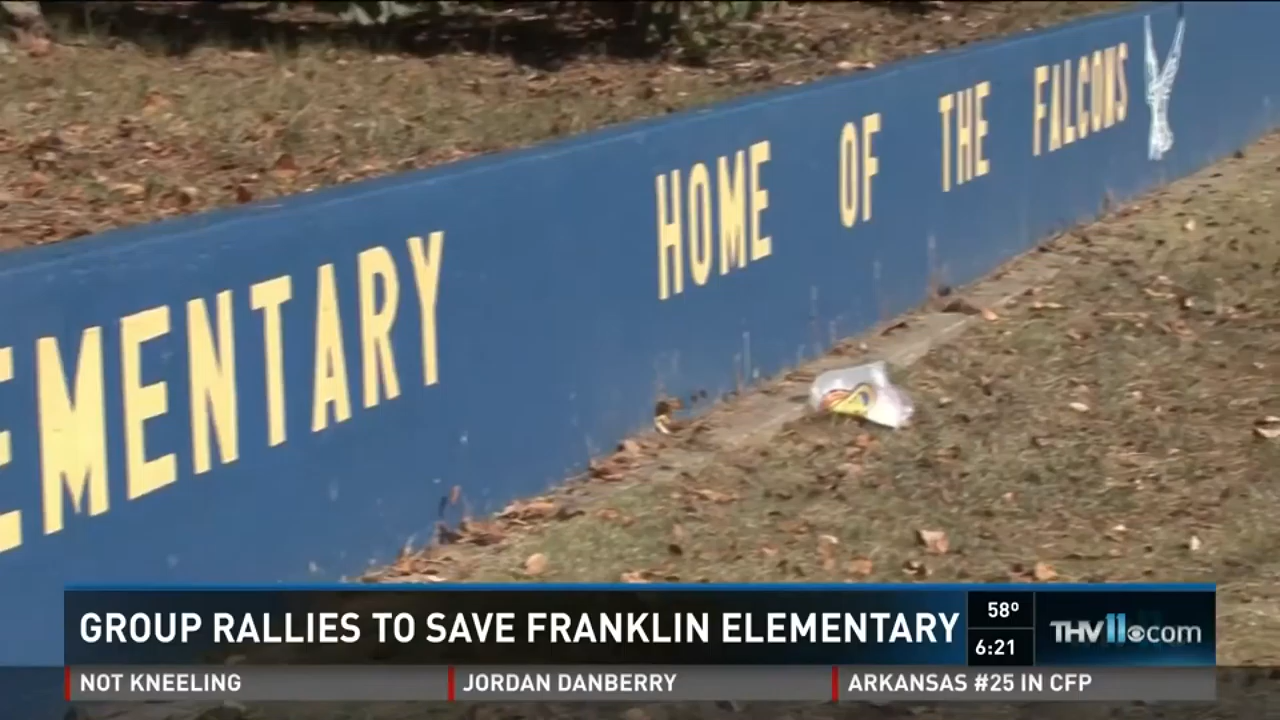 EMENTARY HOME OF THE FALCONS
GROUP RALLIES TO SAVE FRANKLIN ELEMENTARY
58°
6:21
THV11.com
NOT KNEELING
JORDAN DANBERRY
ARKANSAS #25 IN CFP